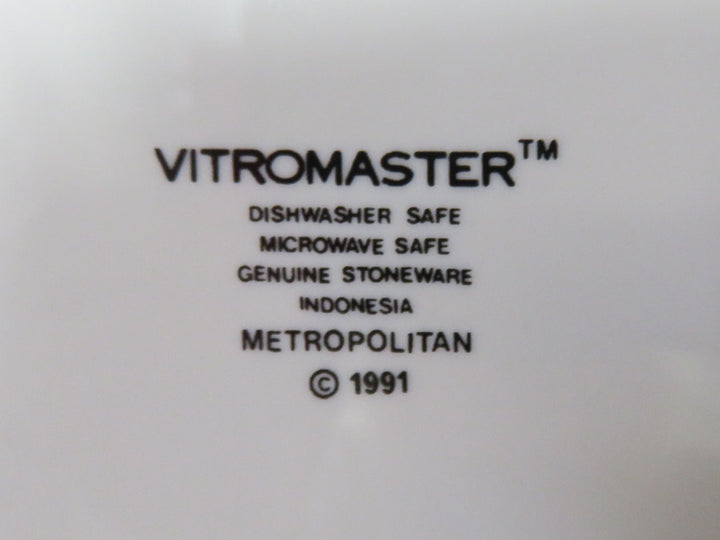 VITROMASTER™
DISHWASHER SAFE
MICROWAVE SAFE
GENUINE STONEWARE
INDONESIA
METROPOLITAN
© 1991